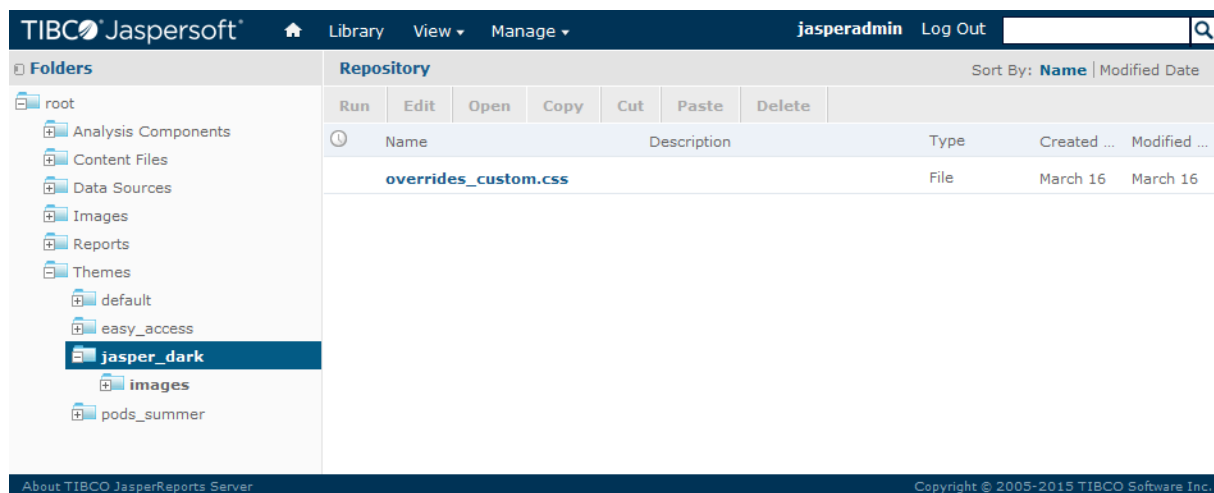 TIBCO Jaspersoft Library View Manage jasperadmin Log Out
Folders
root
Analysis Components
Content Files
Data Sources
Images
Reports
Themes
default
easy_access
jasper_dark
images
pods_summer
Repository Sort By: Name | Modified Date
Run Edit Open Copy Cut Paste Delete
Name Description Type Created ... Modified ...
overrides_custom.css File March 16 March 16
About TIBCO JasperReports Server Copyright © 2005-2015 TIBCO Software Inc.